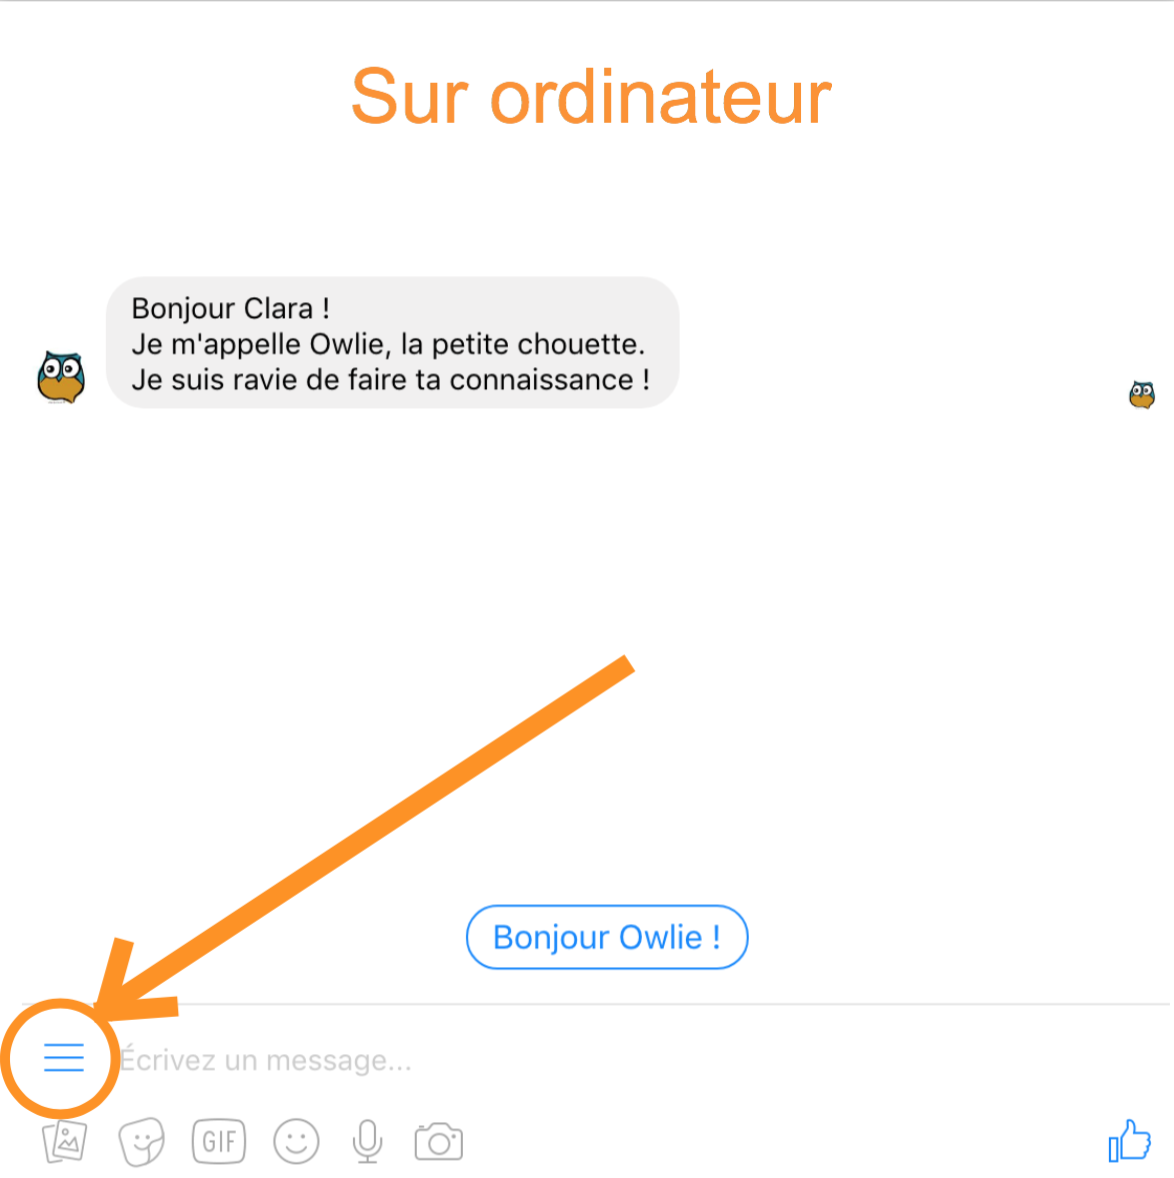 Sur ordinateur
Bonjour Clara !
Je m'appelle Owlie, la petite chouette.
Je suis ravie de faire ta connaissance !
Bonjour Owlie !
Écrivez un message...
GIF